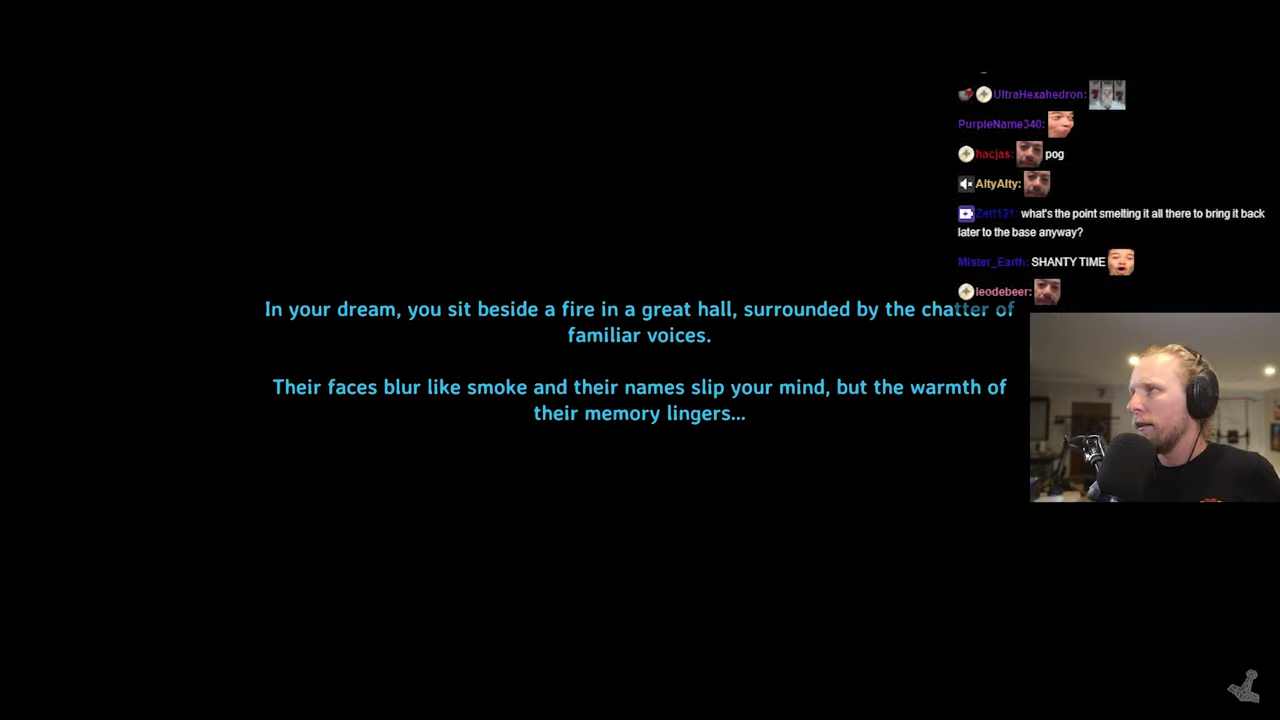 UltraHexahedron:
PurpleName340:
hacjas: pog
AltyAlty:
Zett121: what's the point smelting it all there to bring it back
later to the base anyway?
Mister_Earth: SHANTY TIME
leodebeer:
In your dream, you sit beside a fire in a great hall, surrounded by the chatter of
familiar voices.
Their faces blur like smoke and their names slip your mind, but the warmth of
their memory lingers...